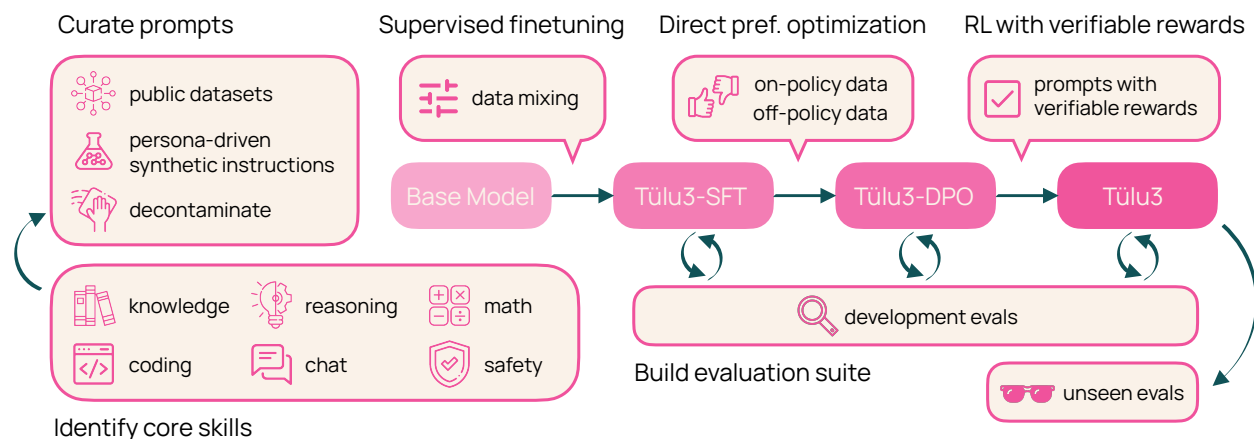 Curate prompts
public datasets
persona-driven
synthetic instructions
decontaminate
knowledge
reasoning
math
coding
chat
safety
Identify core skills
Supervised finetuning
data mixing
Direct pref. optimization
on-policy data
off-policy data
RL with verifiable rewards
prompts with
verifiable rewards
Base Model
Tülu3-SFT
Tülu3-DPO
Tülu3
development evals
Build evaluation suite
unseen evals